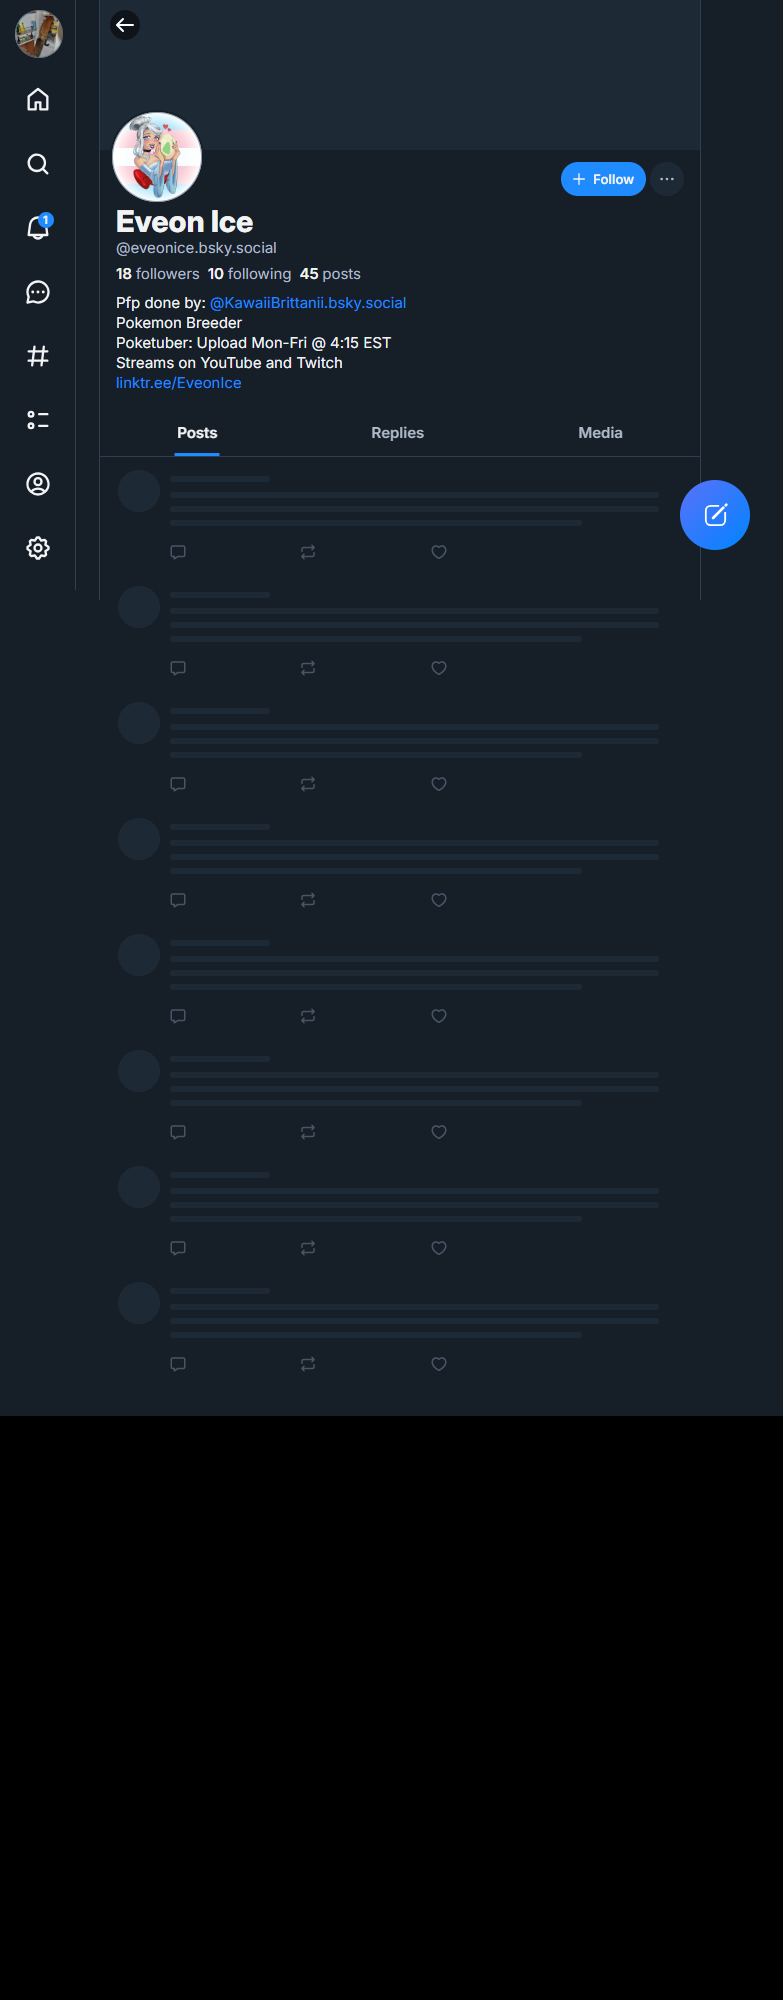 1
+ Follow
Eveon Ice
@eveonice.bsky.social
18 followers 10 following 45 posts
Pfp done by: @KawaiiBrittanii.bsky.social
Pokemon Breeder
Poketuber: Upload Mon-Fri @ 4:15 EST
Streams on YouTube and Twitch
linktr.ee/EveonIce
Posts Replies Media